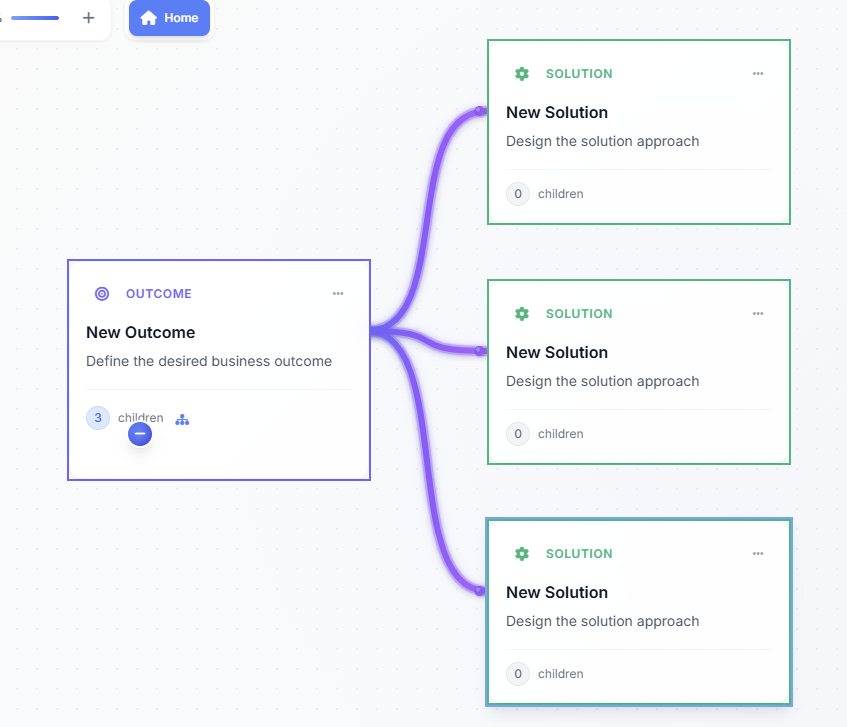 Home
SOLUTION
New Solution
Design the solution approach
0 children
OUTCOME
New Outcome
Define the desired business outcome
3 children
SOLUTION
New Solution
Design the solution approach
0 children
SOLUTION
New Solution
Design the solution approach
0 children